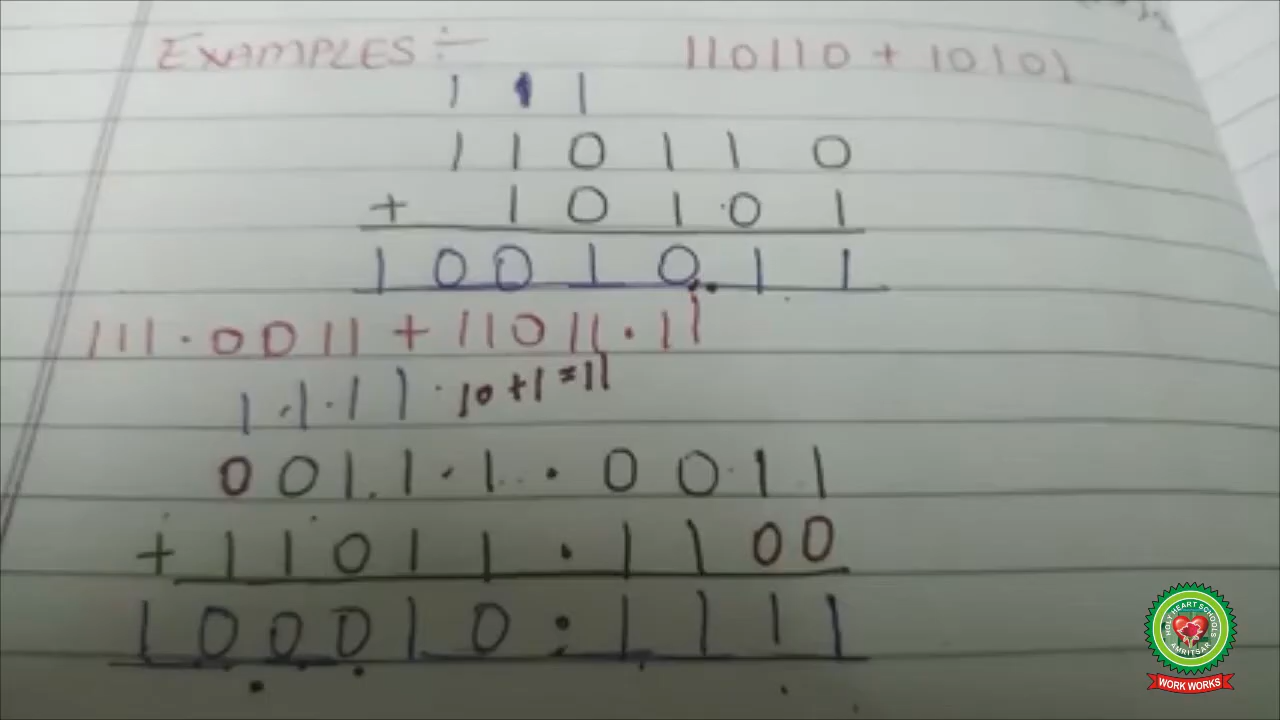 EXAMPLES ÷ 110110 + 10101
1 1 1
1 1 0 1 1 0
+ 1 0 1 0 1
1 0 0 1 0 1 1
111.0011 + 11011.11
1 1 1 1 10+1=11
0 0 1 1 1 . 0 0 1 1
+ 1 1 0 1 1 . 1 1 0 0
1 0 0 0 1 0 : 1 1 1 1
HOLY HEART SCHOOLS
AMRITSAR
WORK WORKS